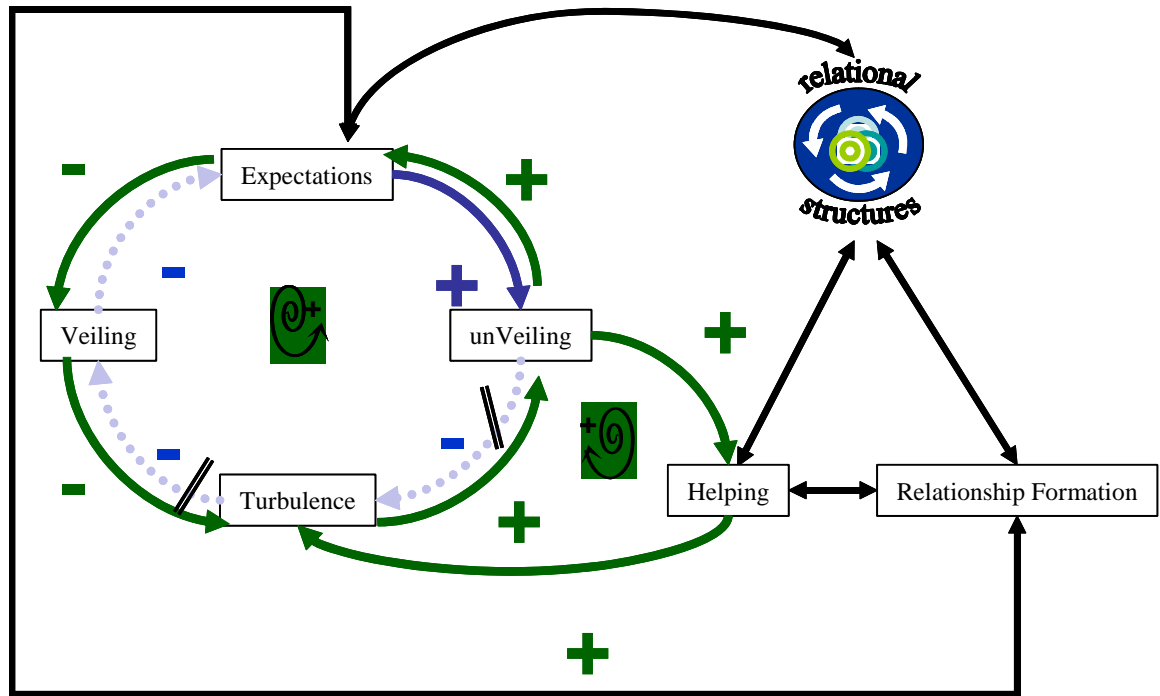 relational
structures
-
Expectations
+
-
+
+
Veiling
unVeiling
+
+
-
-
-
Turbulence
Helping
Relationship Formation
+
+